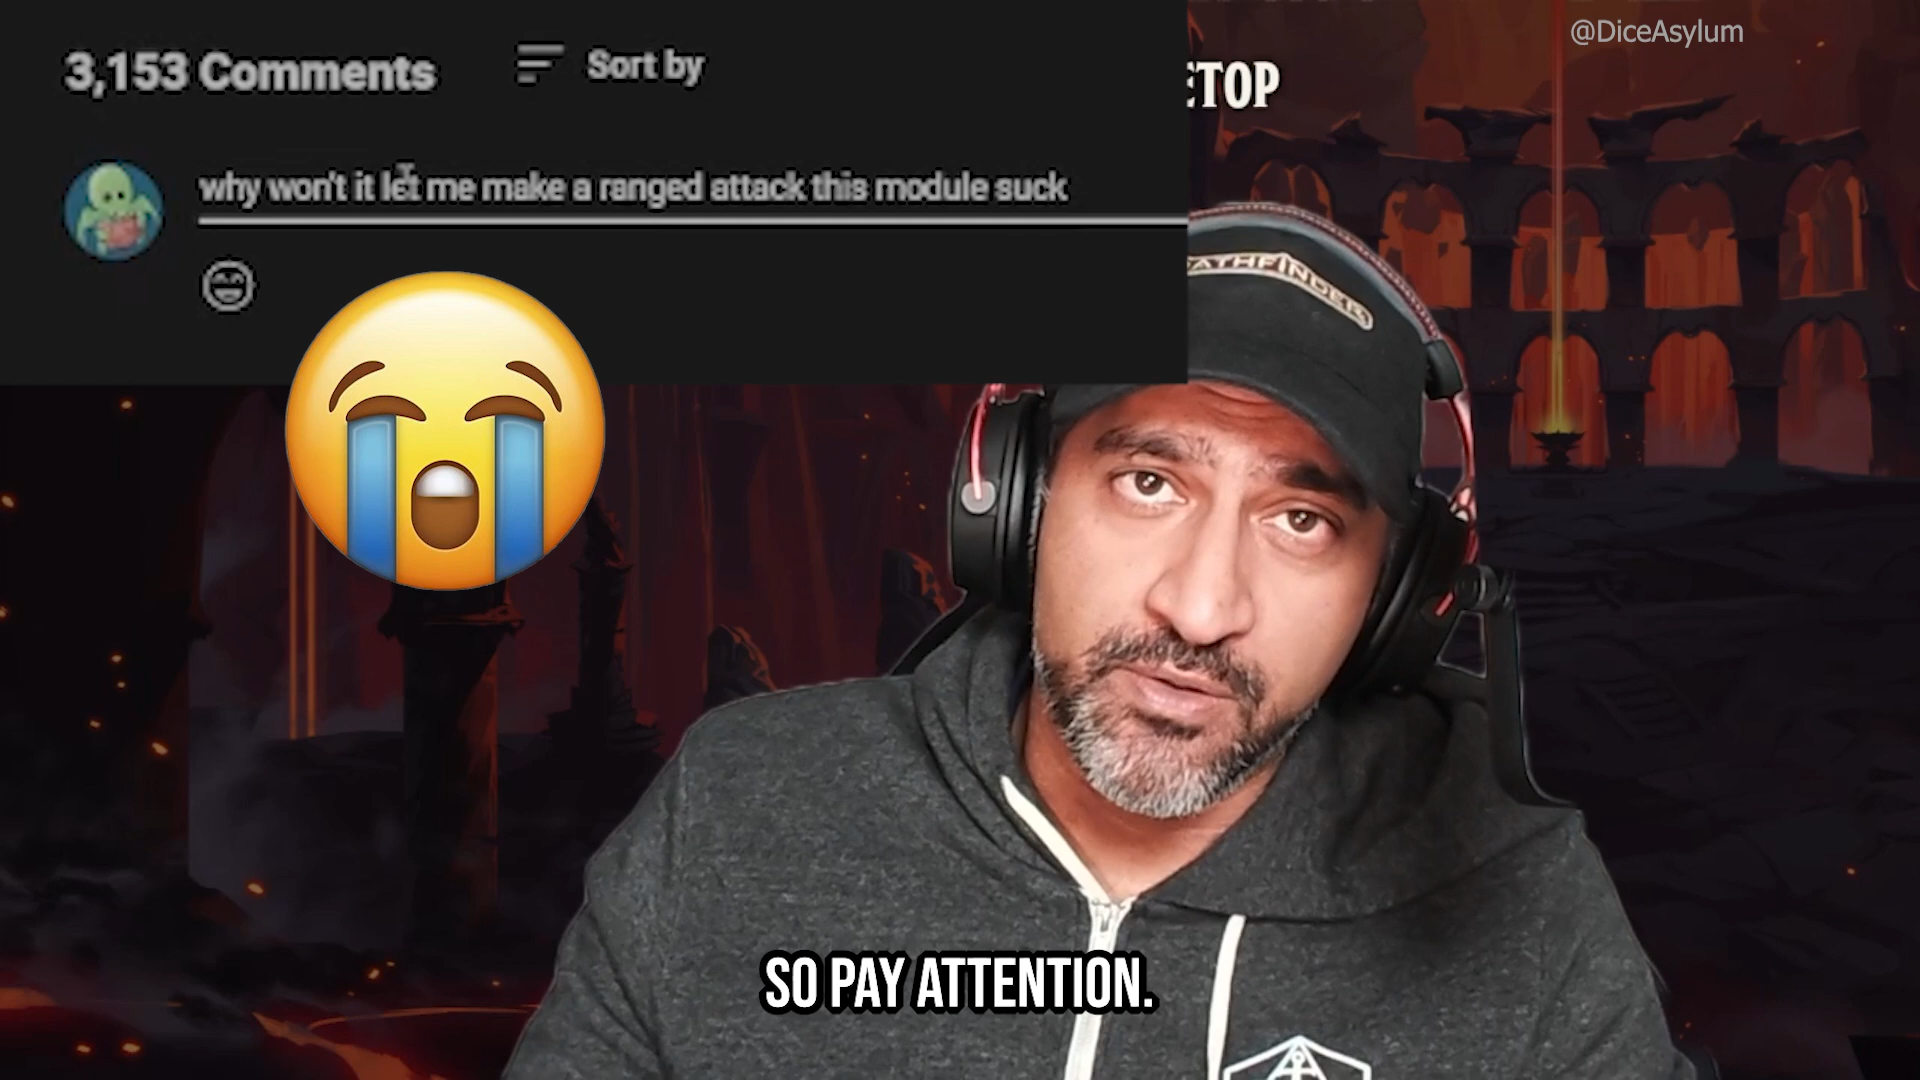 @DiceAsylum
3,153 Comments
Sort by
ETOP
why won't it let me make a ranged attack this module suck
PATHFINDER
SO PAY ATTENTION.